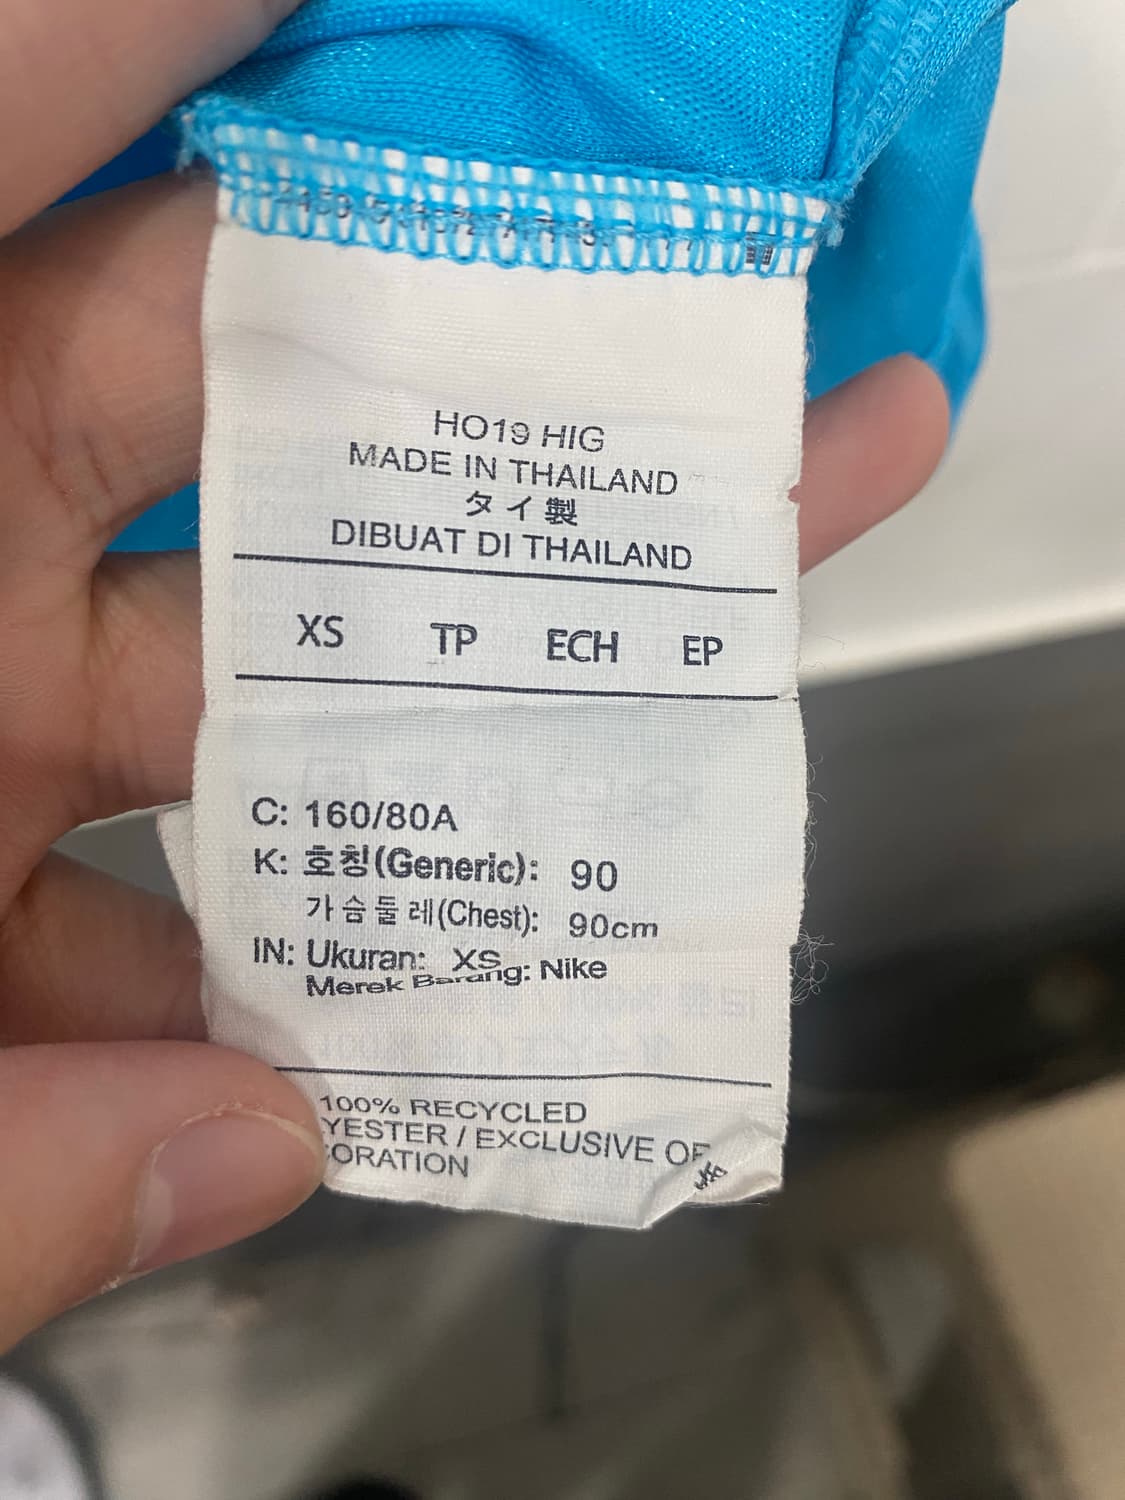 HO19 HIG
MADE IN THAILAND
タイ製
DIBUAT DI THAILAND
XS TP ECH EP
C: 160/80A
K: 호칭(Generic): 90
가슴둘레(Chest): 90cm
IN: Ukuran: XS
Merek Barang: Nike
100% RECYCLED
YESTER / EXCLUSIVE OF
ORATION